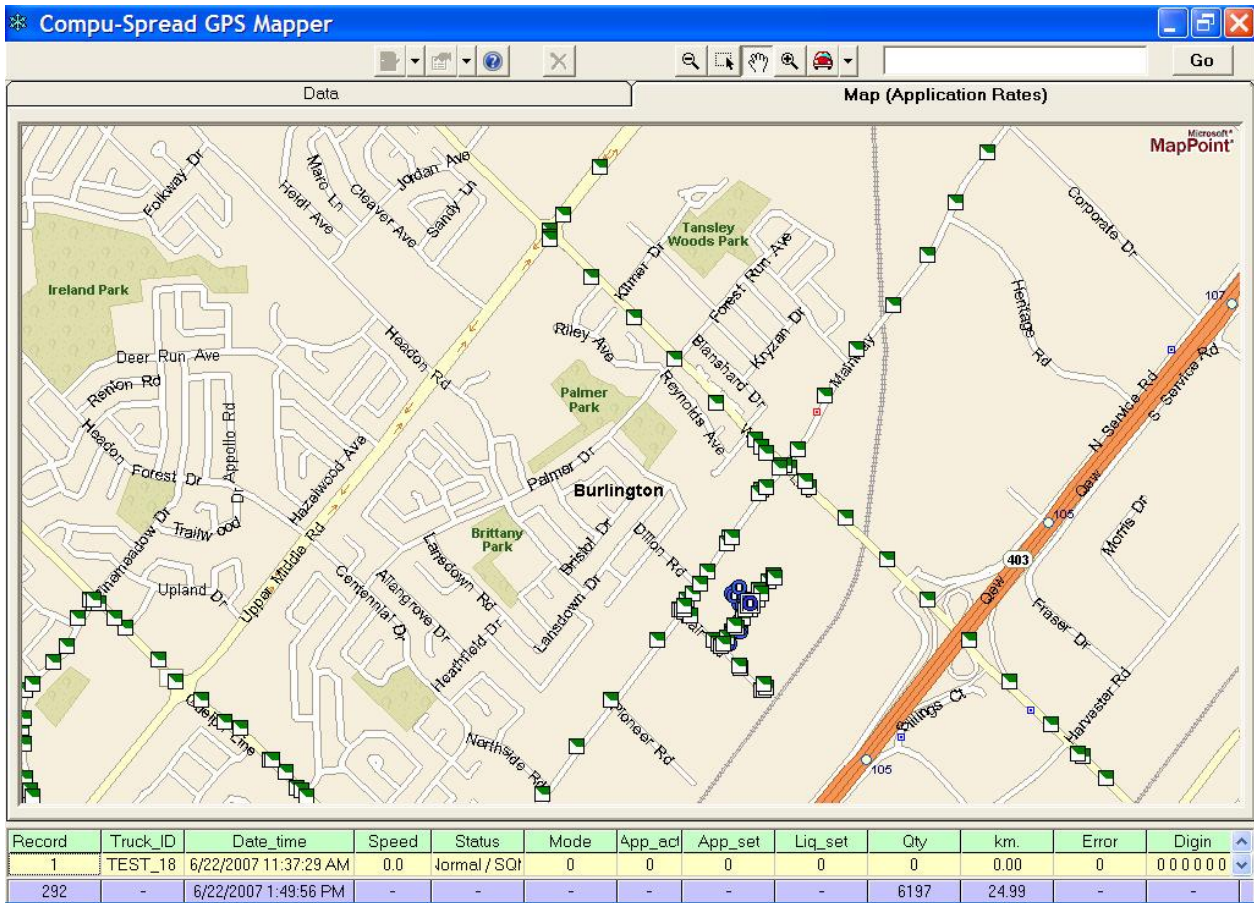 Compu-Spread GPS Mapper
Go
Data
Map (Application Rates)
Microsoft
MapPoint
Folkway Dr
Marc Ln
Heidi Ave
Cleaver Ave
Jordan Ave
Sandy Ln
Ireland Park
Tansley
Woods Park
Kilmer Dr
Forest Run Ave
Corporate Dr
Heritage Rd
107
Deer Run Ave
Headon Rd
Riley Ave
Blanshard Dr
Kryzan Dr
Mainway
Renton Rd
Appollo Rd
Dr
Palmer
Park
Reynolds Ave
N Service Rd
S Service Rd
Headon
Forest Dr
Hazelwood Ave
Palmer Dr
Burlington
Qew
105
Trailwood
Brittany
Park
Bristol Dr
Dillon Rd
Morris Dr
403
Upland Dr
Upper Middle Rd
Centennial Dr
Allangrove Dr
Lansdown Rd
Lansdown Dr
Heathfield Dr
Qew
Fraser Dr
Guelph Line
Northside Rd
Pioneer Rd
Billings Ct
Harvester Rd
105
Record Truck_ID Date_time Speed Status Mode App_act App_set Liq_set Qty km. Error Digin
1 TEST_18 6/22/2007 11:37:29 AM 0.0 0 0 0 0 0 0.00 0 0 0 0 0 0 0
292 - 6/22/2007 1:49:56 PM - - - - - - 6197 24.99 - -